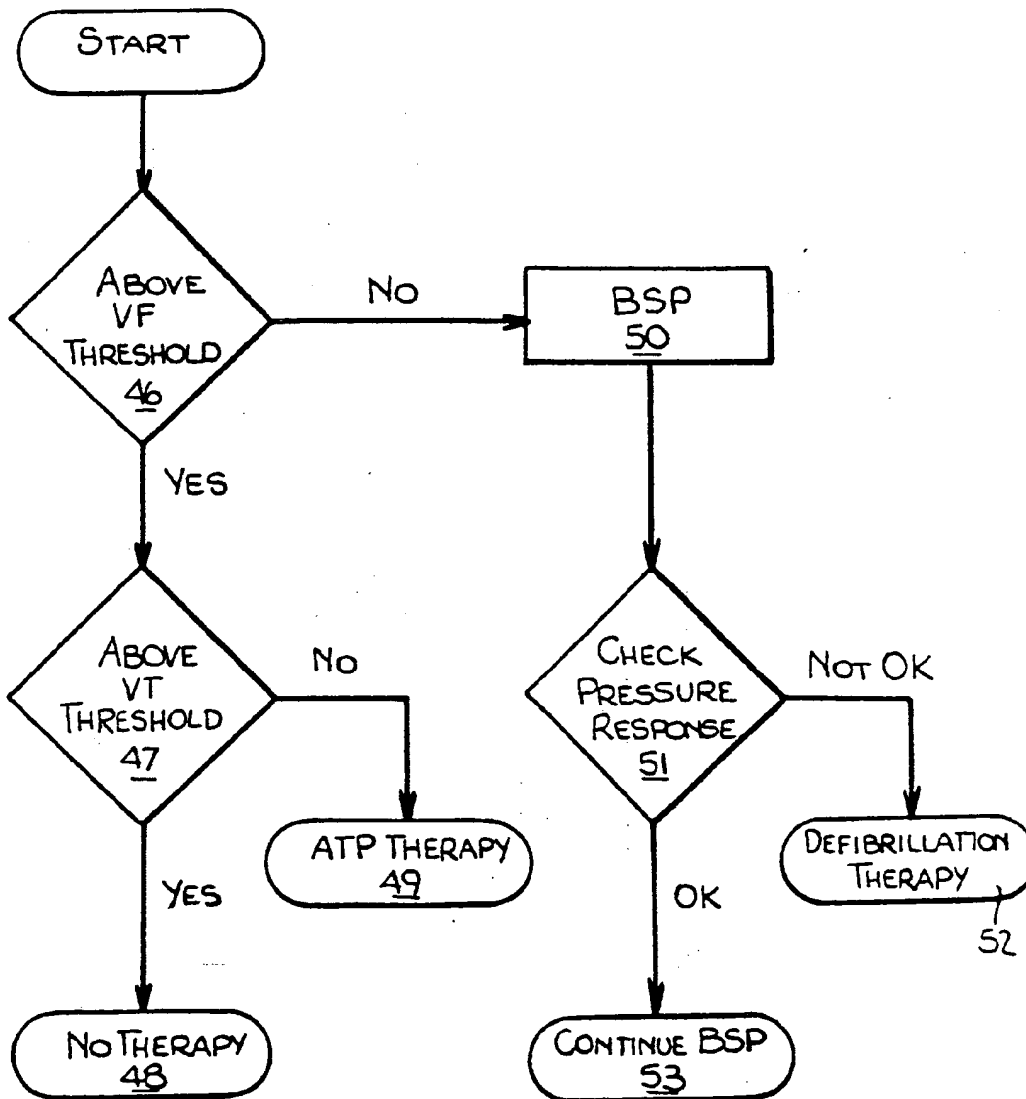 START
ABOVE
VF
THRESHOLD
46
NO
BSP
50
YES
ABOVE
VT
THRESHOLD
47
NO
CHECK
PRESSURE
RESPONSE
51
NOT OK
ATP THERAPY
49
DEFIBRILLATION
THERAPY
52
YES
OK
NO THERAPY
48
CONTINUE BSP
53